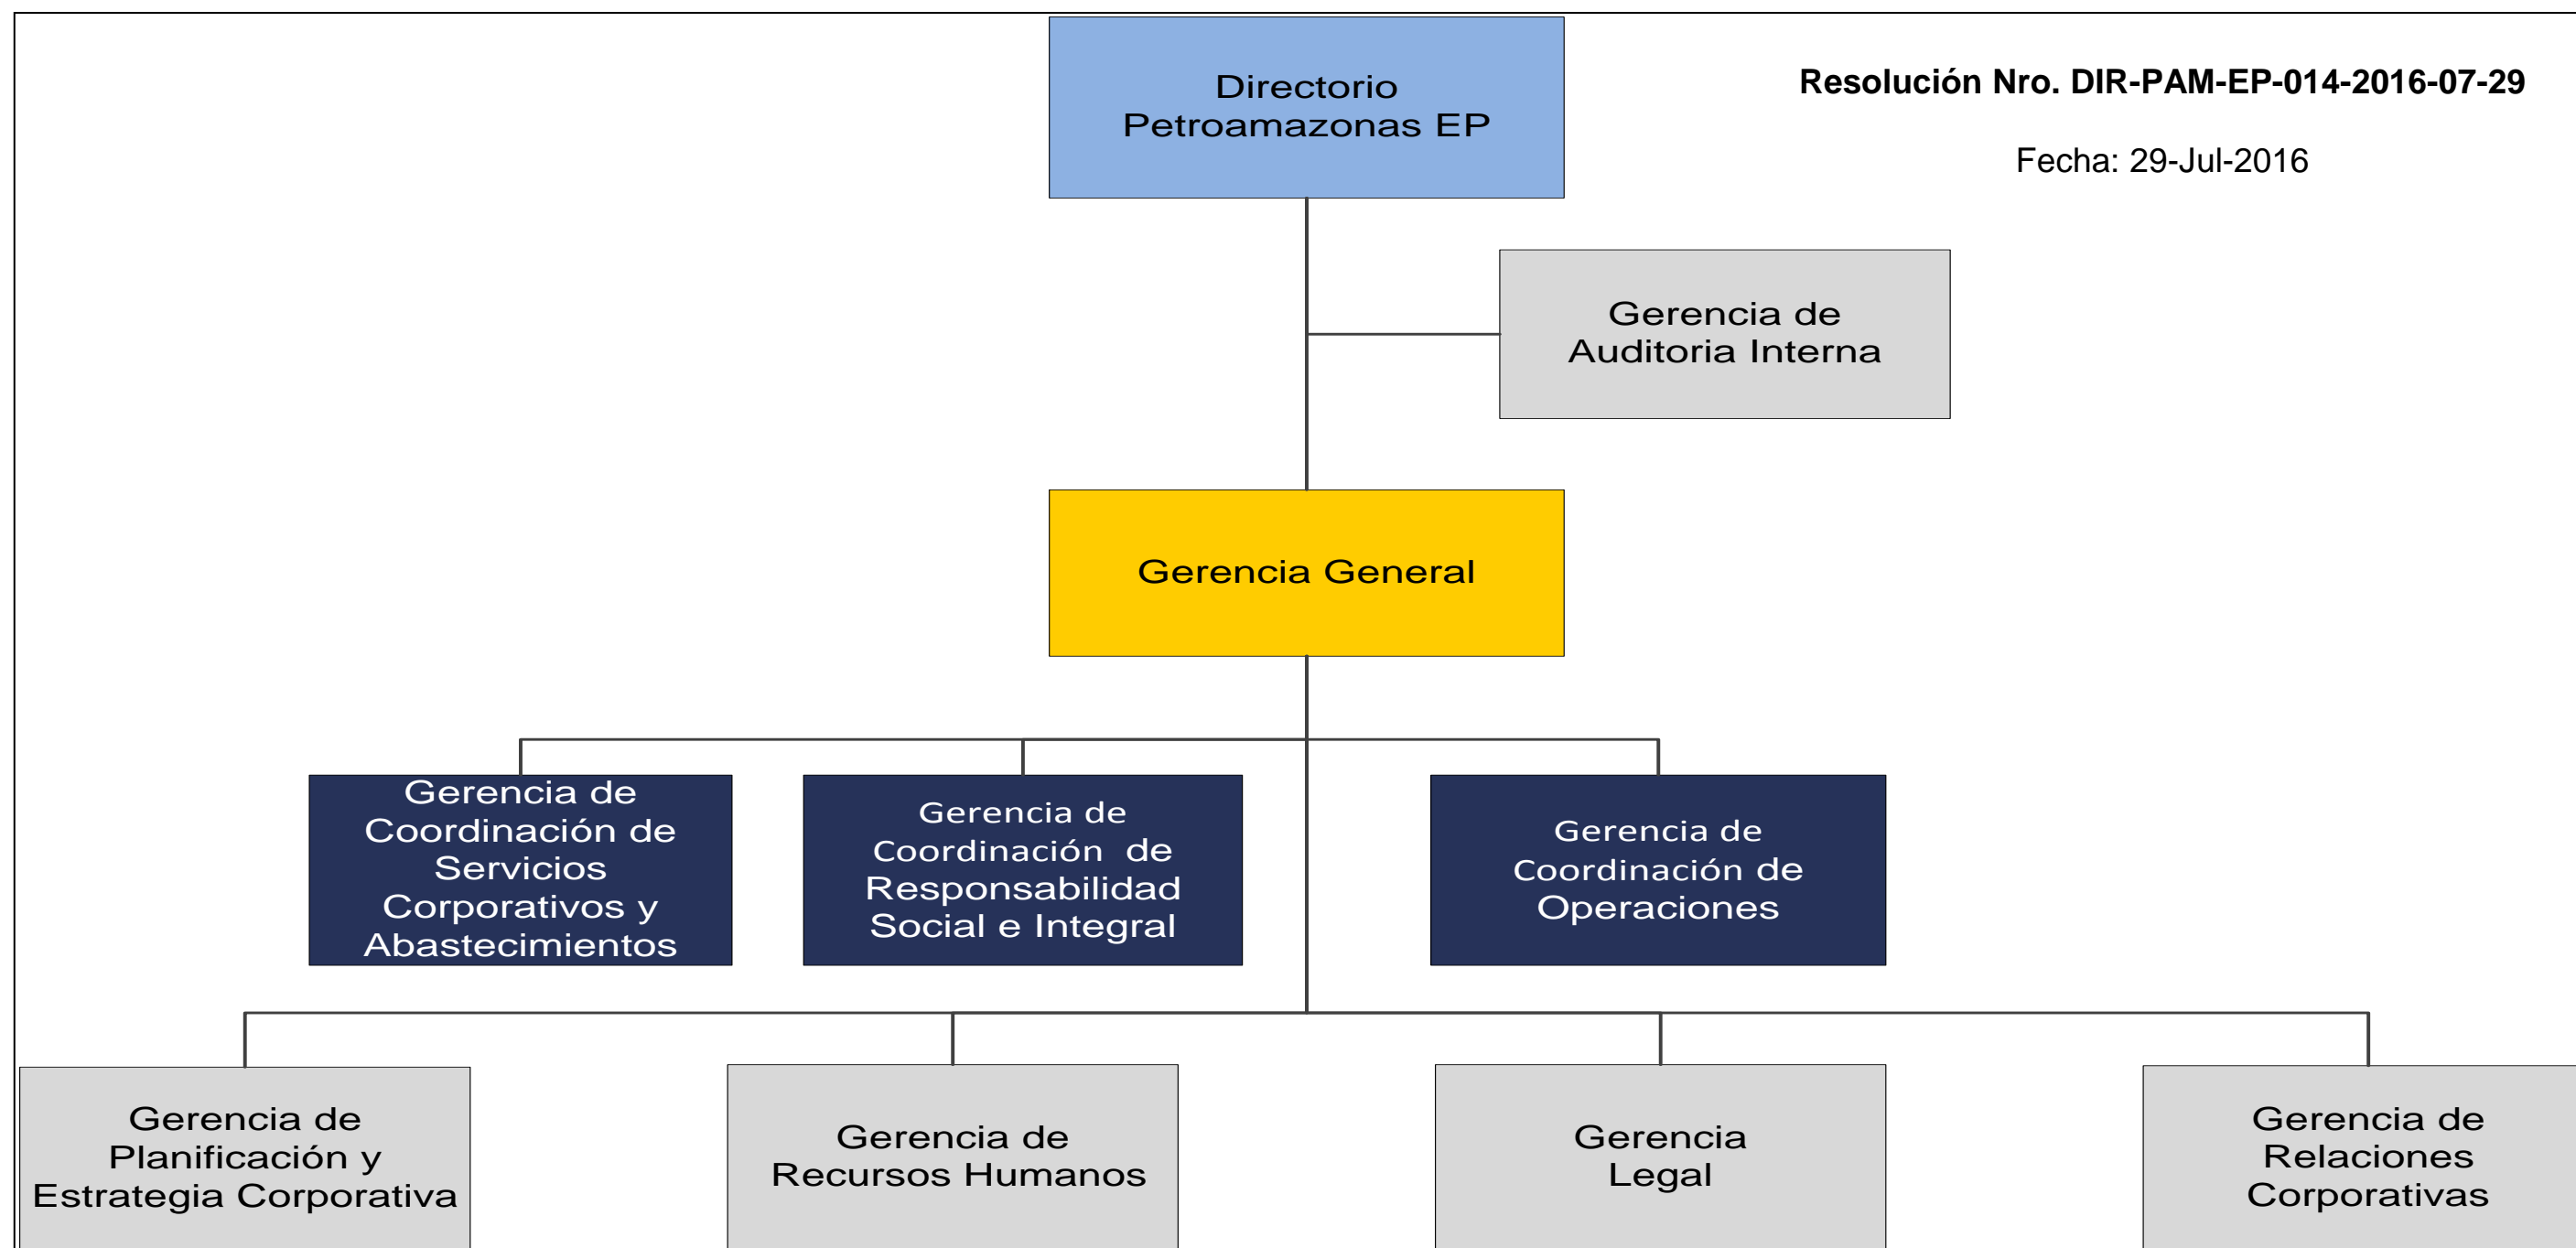 Directorio
Petroamazonas EP
Resolución Nro. DIR-PAM-EP-014-2016-07-29
Fecha: 29-Jul-2016
Gerencia de
Auditoria Interna
Gerencia General
Gerencia de
Coordinación de
Servicios
Corporativos y
Abastecimientos
Gerencia de
Coordinación de
Responsabilidad
Social e Integral
Gerencia de
Coordinación de
Operaciones
Gerencia de
Planificación y
Estrategia Corporativa
Gerencia de
Recursos Humanos
Gerencia
Legal
Gerencia de
Relaciones
Corporativas